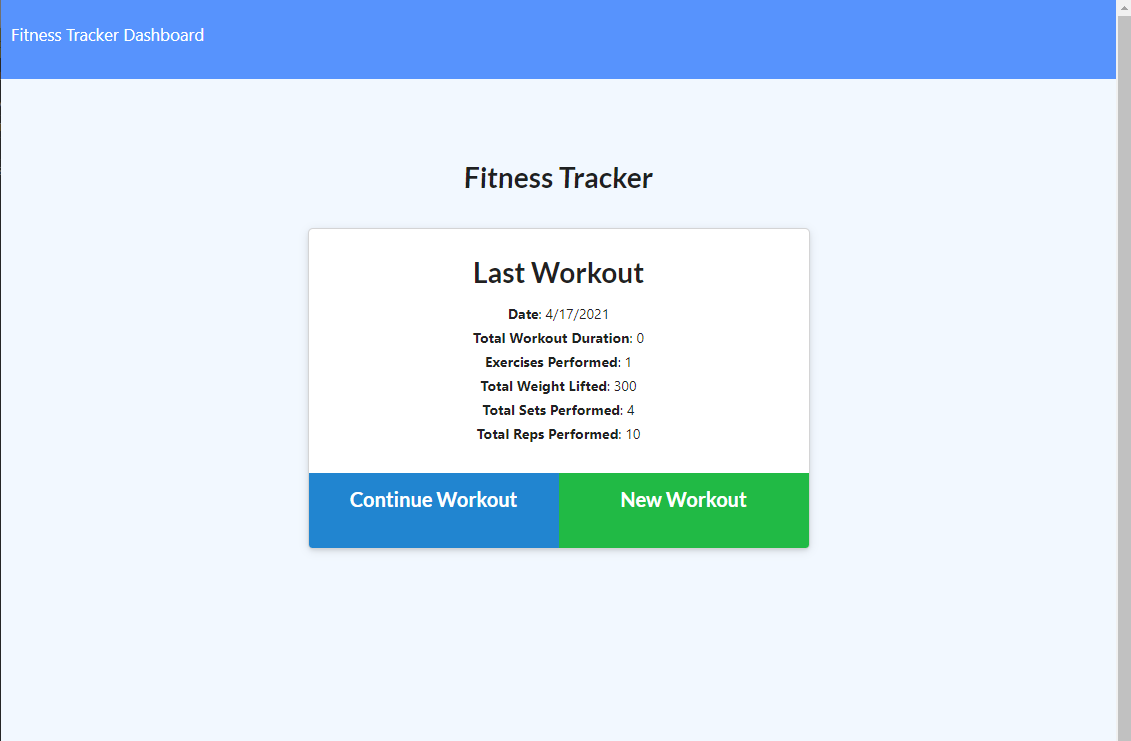 Fitness Tracker Dashboard
Fitness Tracker
Last Workout
Date: 4/17/2021
Total Workout Duration: 0
Exercises Performed: 1
Total Weight Lifted: 300
Total Sets Performed: 4
Total Reps Performed: 10
Continue Workout New Workout